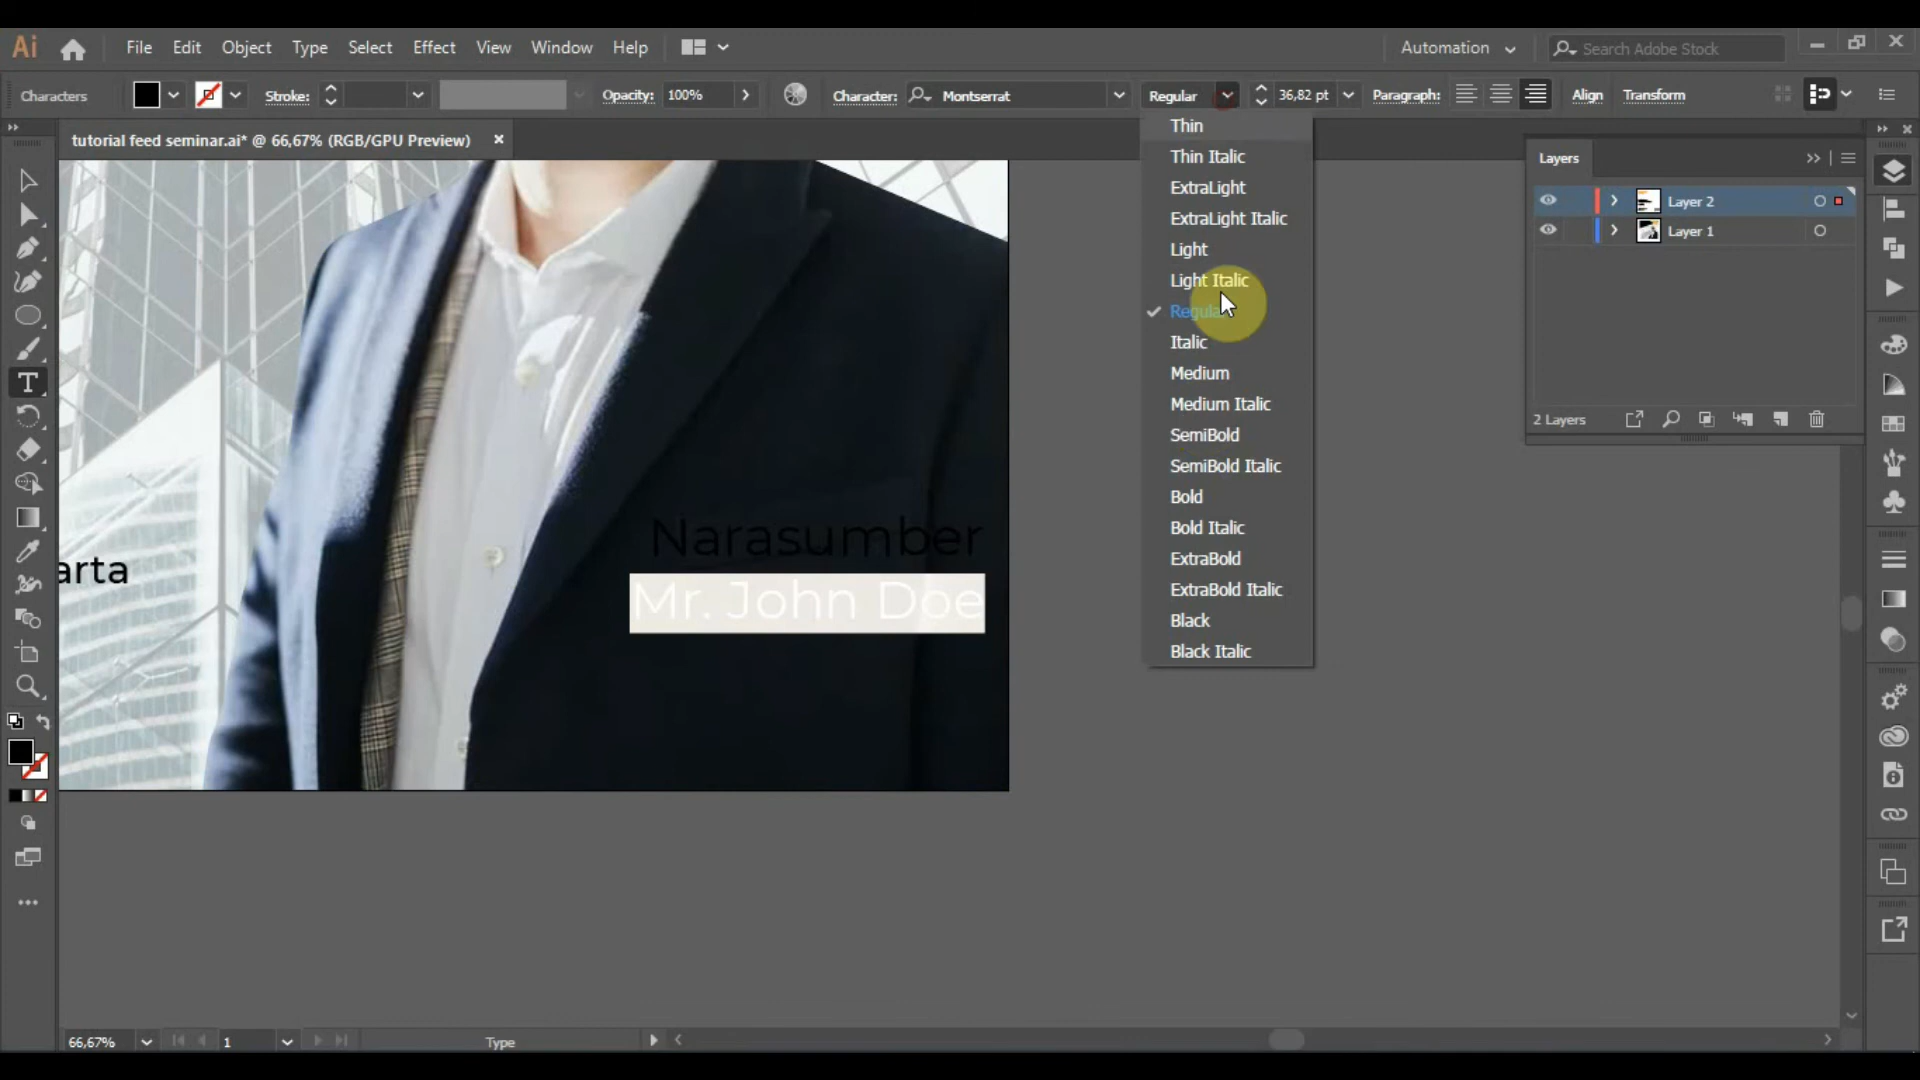 Ai File Edit Object Type Select Effect View Window Help Automation Search Adobe Stock
Characters Stroke: Opacity: 100% Character: Montserrat Regular 36,82 pt Paragraph: Align Transform
tutorial feed seminar.ai* @ 66,67% (RGB/GPU Preview)
Thin
Thin Italic
ExtraLight
ExtraLight Italic
Light
Light Italic
Regular
Italic
Medium
Medium Italic
SemiBold
SemiBold Italic
Bold
Bold Italic
ExtraBold
ExtraBold Italic
Black
Black Italic
Layers
Layer 2
Layer 1
2 Layers
Narasumber
Mr. John Doe
arta
66,67% 1 Type